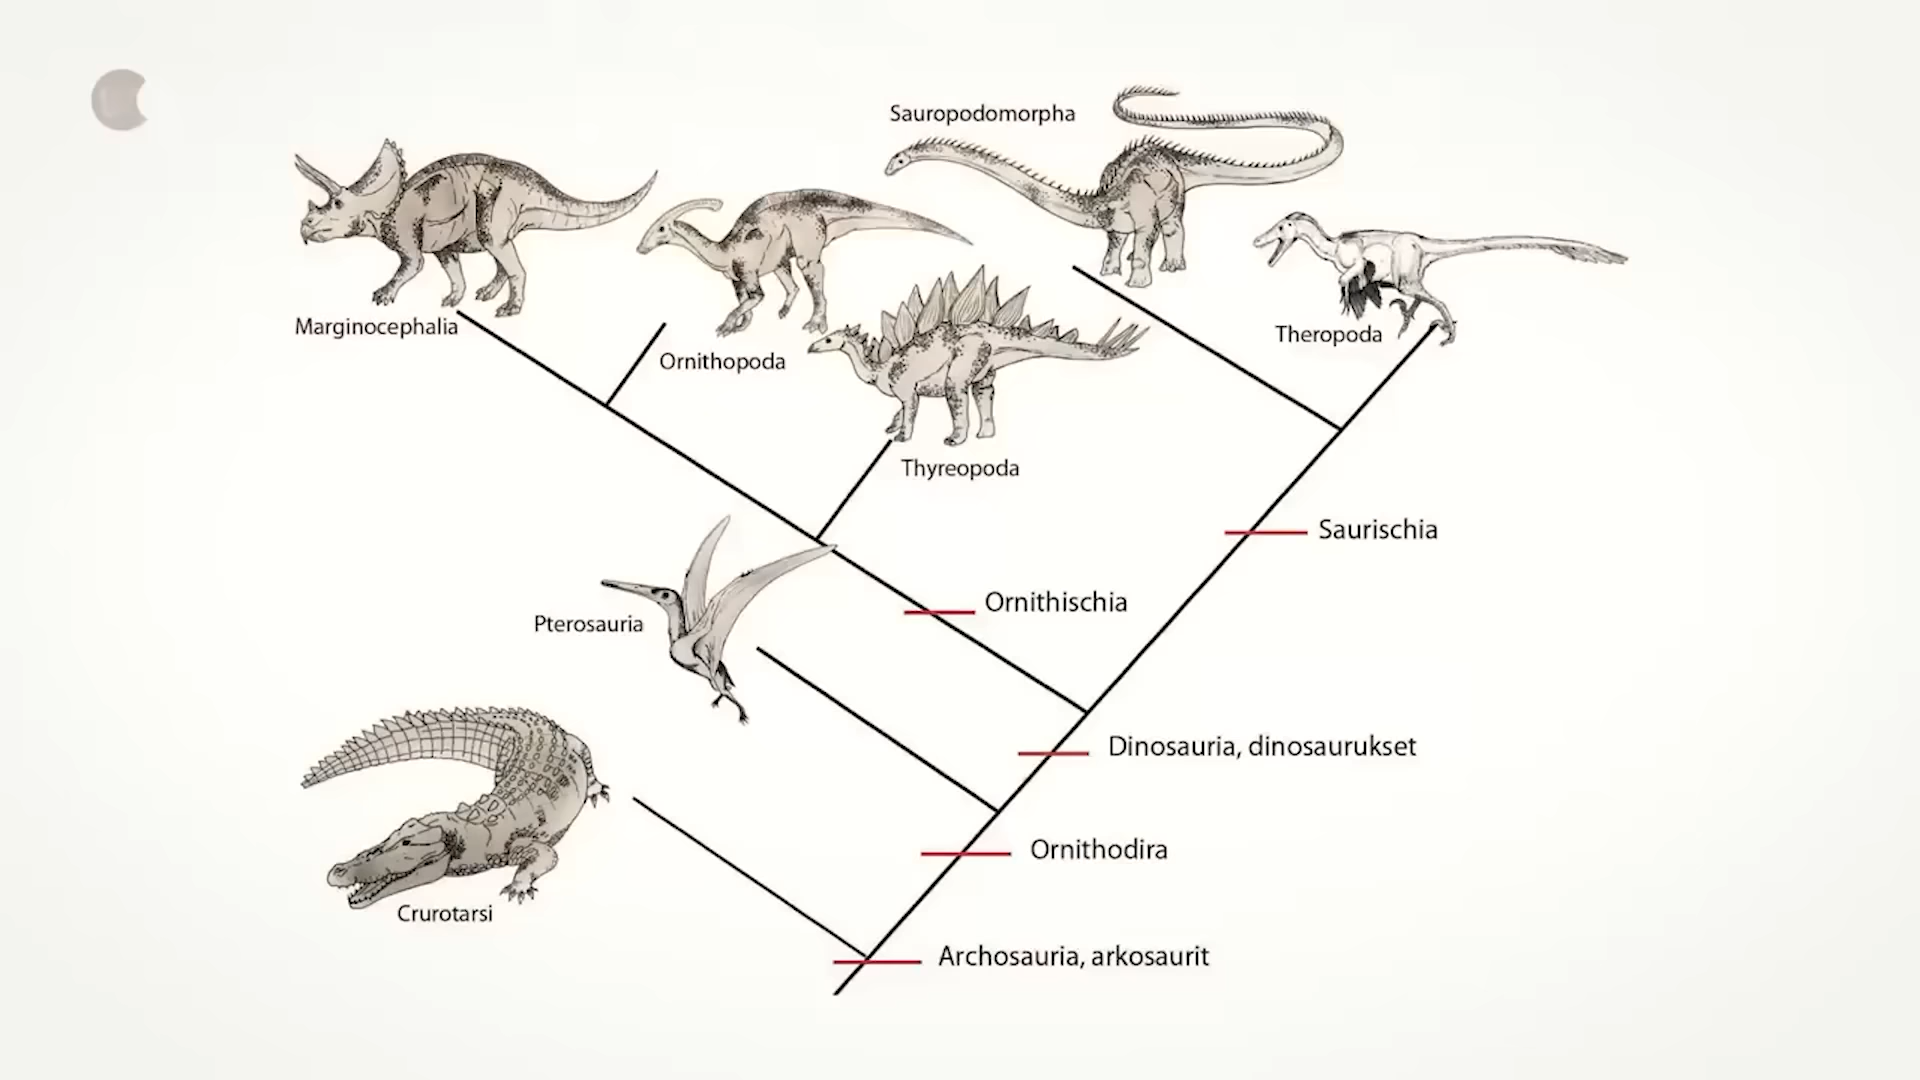 Sauropodomorpha
Marginocephalia
Theropoda
Ornithopoda
Thyreopoda
Saurischia
Ornithischia
Pterosauria
Dinosauria, dinosaurukset
Ornithodira
Crurotarsi
Archosauria, arkosaurit